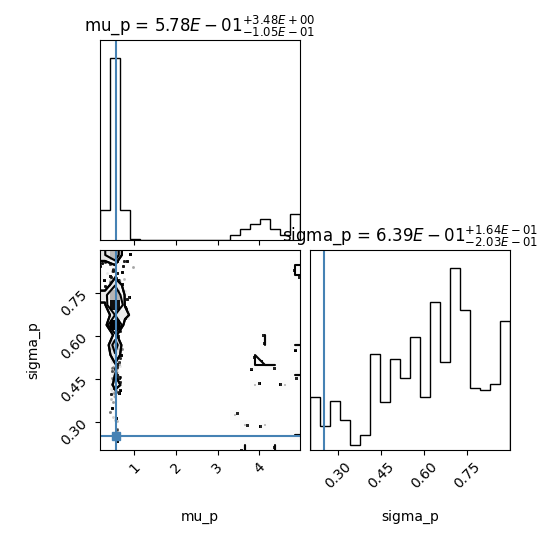 mu_p = 5.78E − 01+3.48E + 00 −1.05E − 01
sigma_p = 6.39E − 01+1.64E − 01 −2.03E − 01
sigma_p
0.75
0.60
0.45
0.30
1
2
3
4
mu_p
0.30
0.45
0.60
0.75
sigma_p